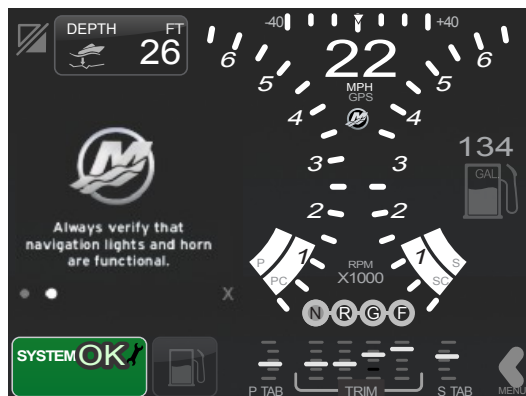 DEPTH FT
26
-40 +40
22
MPH
GPS
6 6
5 5
4 4
3 3
2 2
1 1
P PC
SC S
RPM
X1000
134
GAL
Always verify that
navigation lights and horn
are functional.
X
N R G F
SYSTEM OK
P TAB TRIM S TAB
MENU